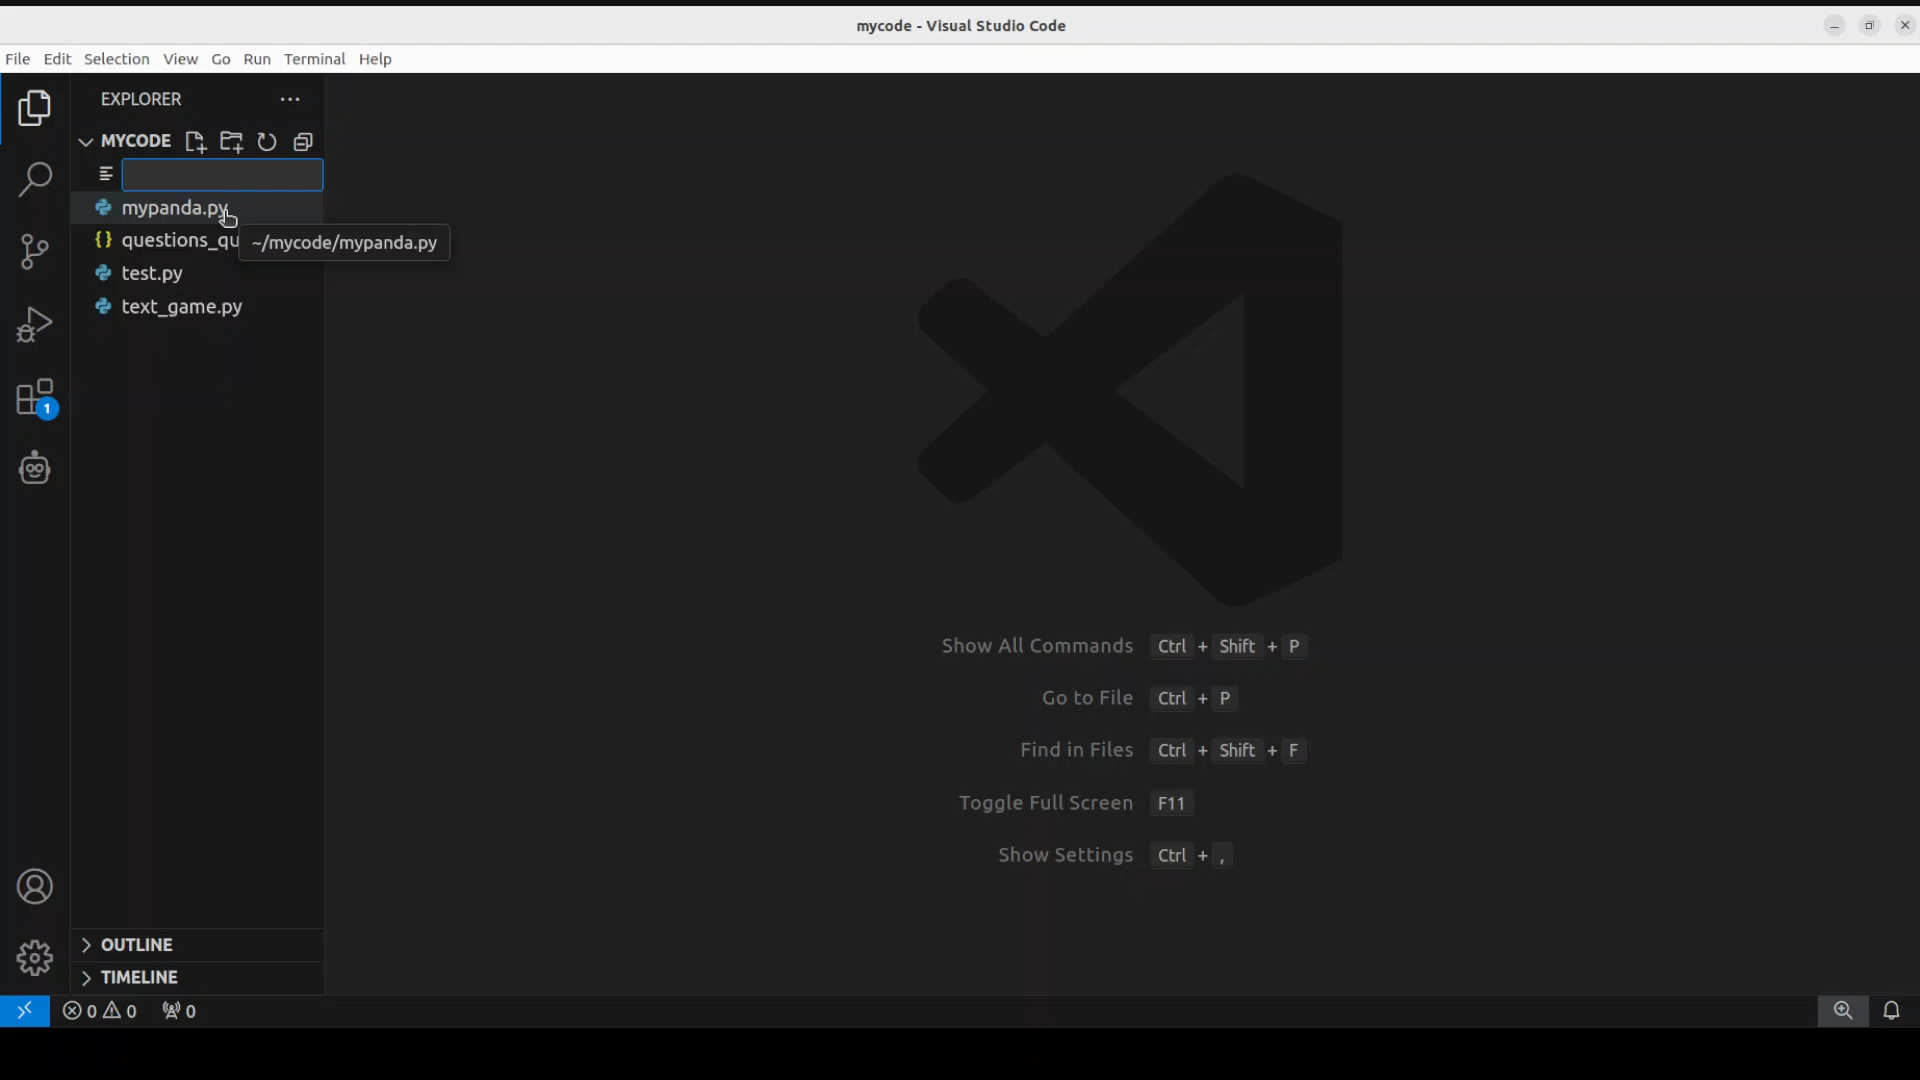 mycode - Visual Studio Code
File Edit Selection View Go Run Terminal Help
EXPLORER
MYCODE
mypanda.py
questions_qu
~/mycode/mypanda.py
test.py
text_game.py
1
Show All Commands Ctrl + Shift + P
Go to File Ctrl + P
Find in Files Ctrl + Shift + F
Toggle Full Screen F11
Show Settings Ctrl + ,
OUTLINE
TIMELINE
0 0 0